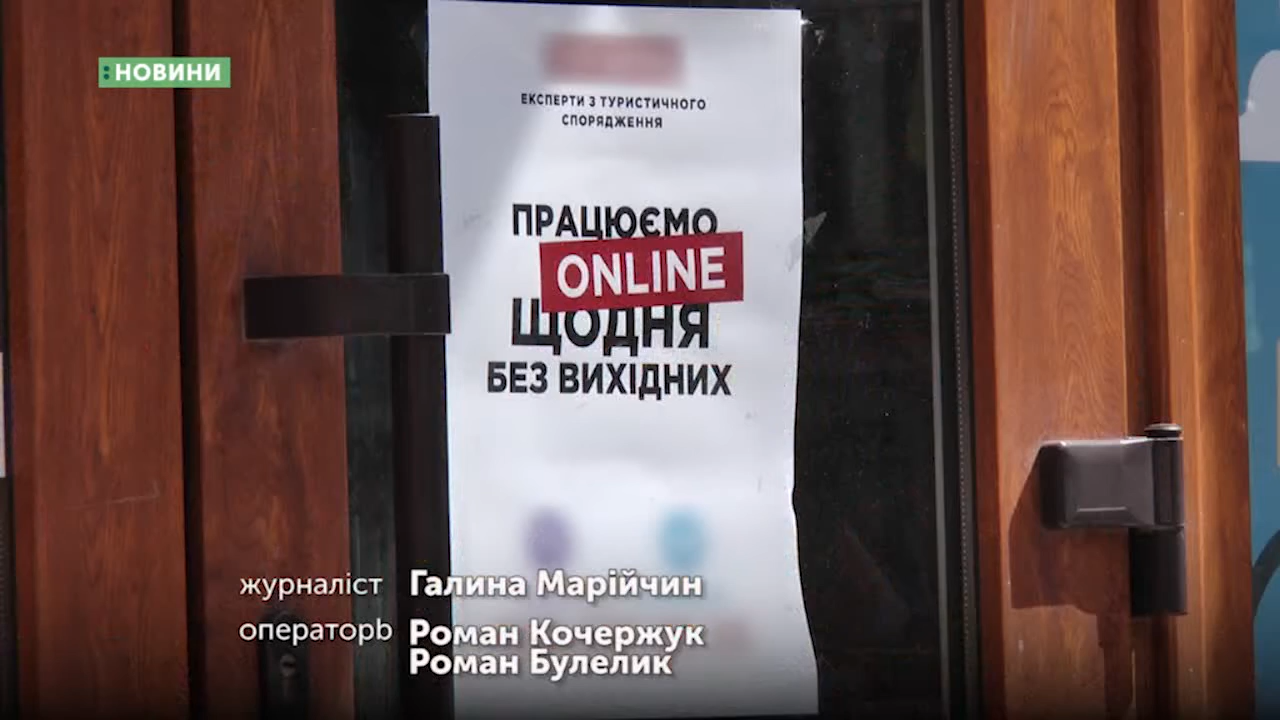 :НОВИНИ
ЕКСПЕРТИ З ТУРИСТИЧНОГО
СПОРЯДЖЕННЯ
ПРАЦЮЄМО
ONLINE
ЩОДНЯ
БЕЗ ВИХІДНИХ
журналіст Галина Марійчин
операторb Роман Кочержук
Роман Булелик